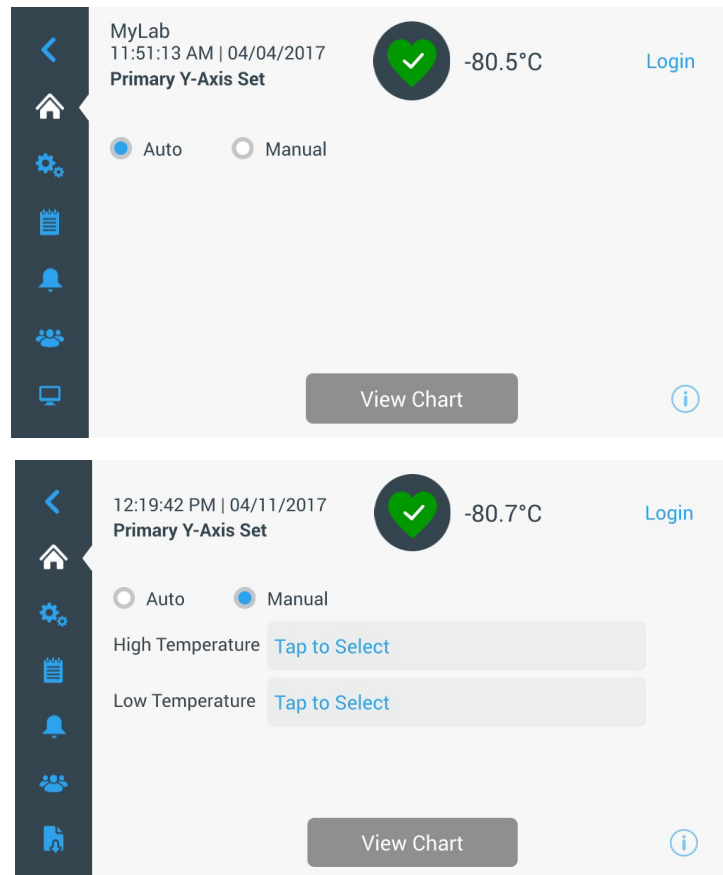 MyLab
11:51:13 AM | 04/04/2017
Primary Y-Axis Set
-80.5°C
Login
Auto
Manual
View Chart
i
12:19:42 PM | 04/11/2017
Primary Y-Axis Set
-80.7°C
Login
Auto
Manual
High Temperature Tap to Select
Low Temperature Tap to Select
View Chart
i